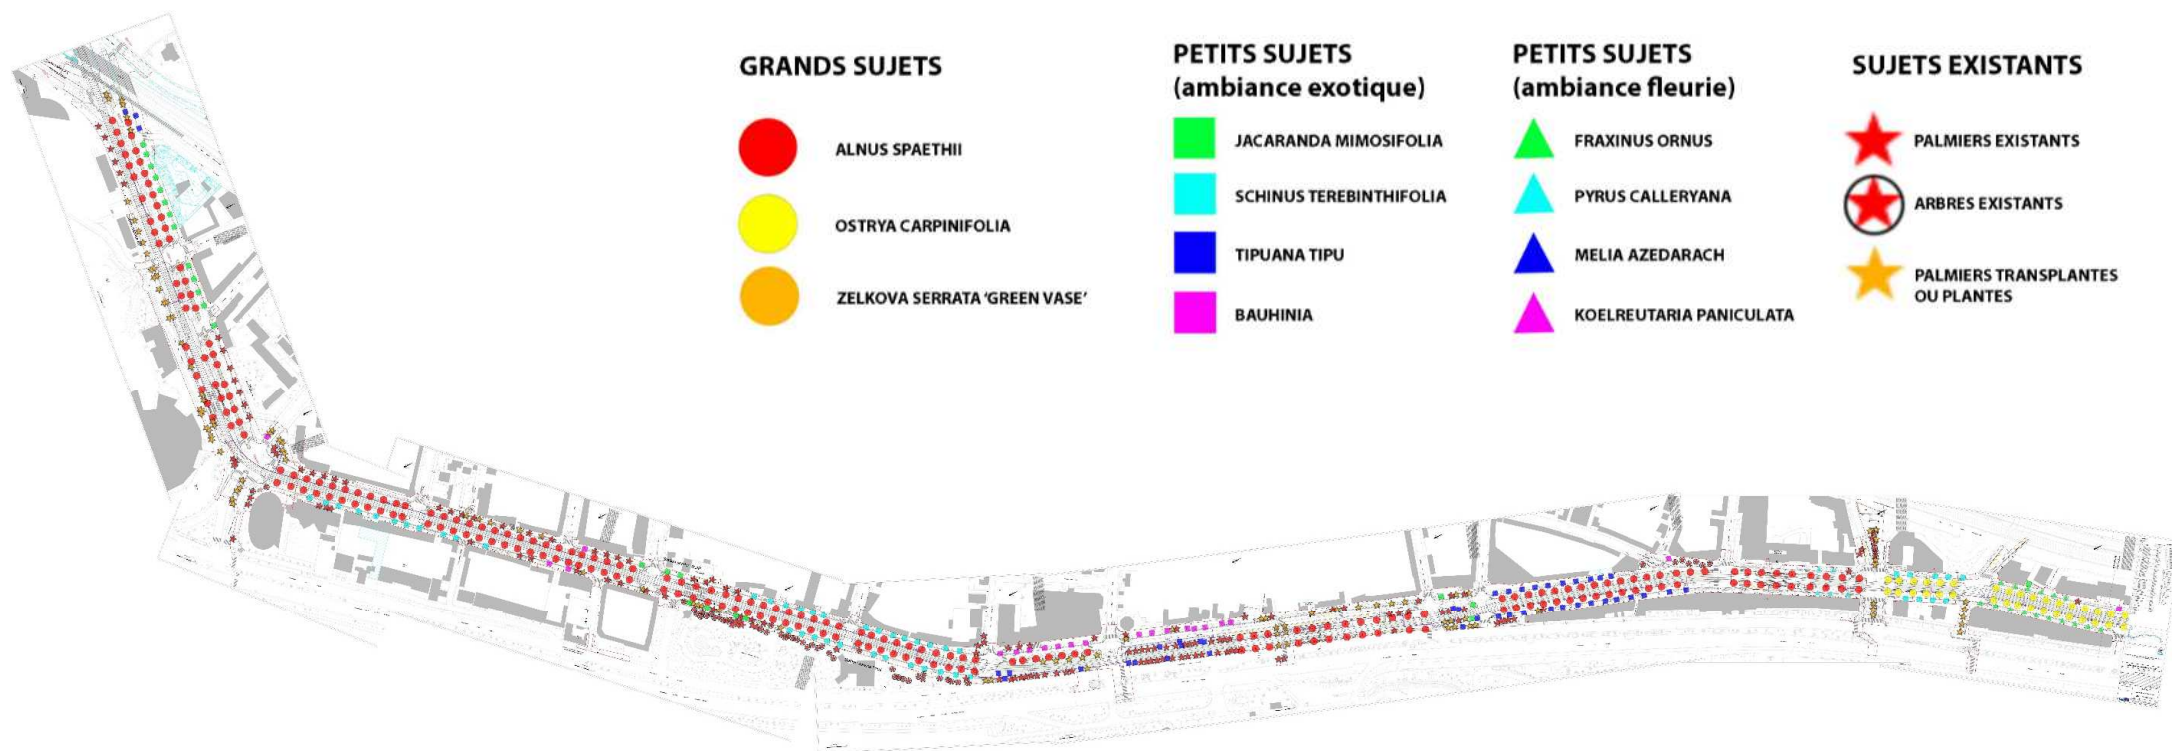 GRANDS SUJETS
ALNUS SPAETHII
OSTRYA CARPINIFOLIA
ZELKOVA SERRATA ‘GREEN VASE’
PETITS SUJETS
(ambiance exotique)
JACARANDA MIMOSIFOLIA
SCHINUS TEREBINTHIFOLIA
TIPUANA TIPU
BAUHINIA
PETITS SUJETS
(ambiance fleurie)
FRAXINUS ORNUS
PYRUS CALLERYANA
MELIA AZEDARACH
KOELREUTARIA PANICULATA
SUJETS EXISTANTS
PALMIERS EXISTANTS
ARBRES EXISTANTS
PALMIERS TRANSPLANTES
OU PLANTES